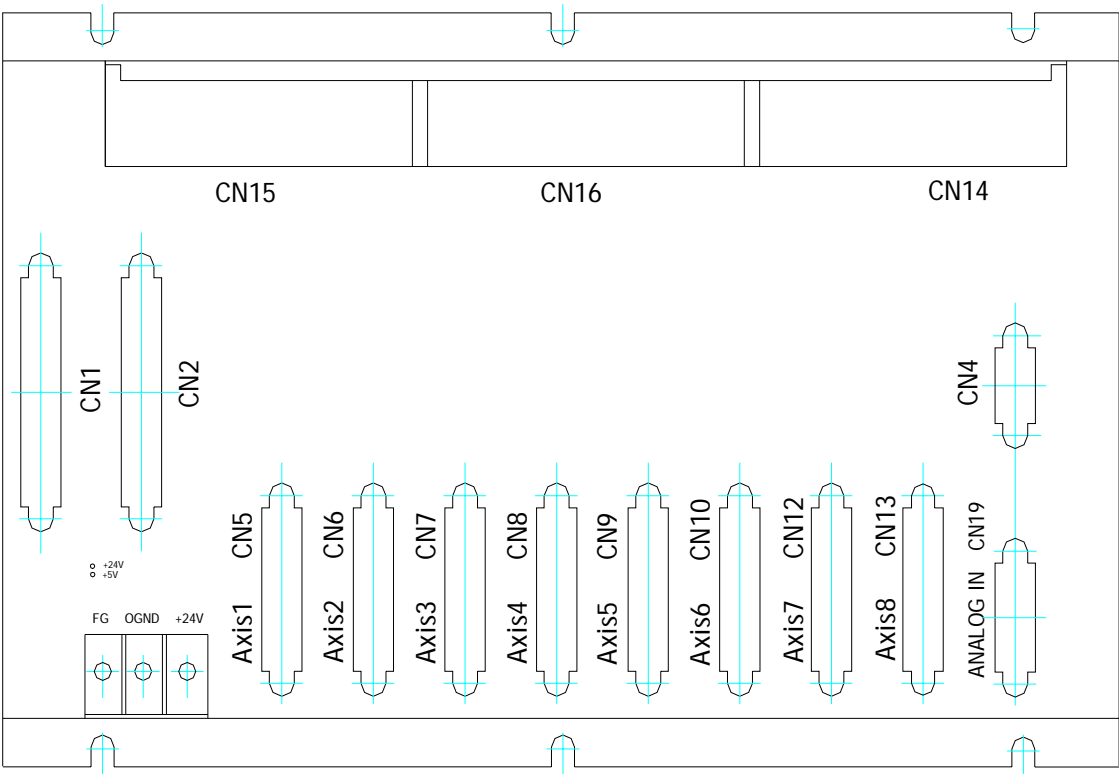 CN15 CN16 CN14
CN1
CN2
CN4
+24V
+5V
FG OGND +24V
Axis1 CN5
Axis2 CN6
Axis3 CN7
Axis4 CN8
Axis5 CN9
Axis6 CN10
Axis7 CN12
Axis8 CN13
ANALOG IN CN19